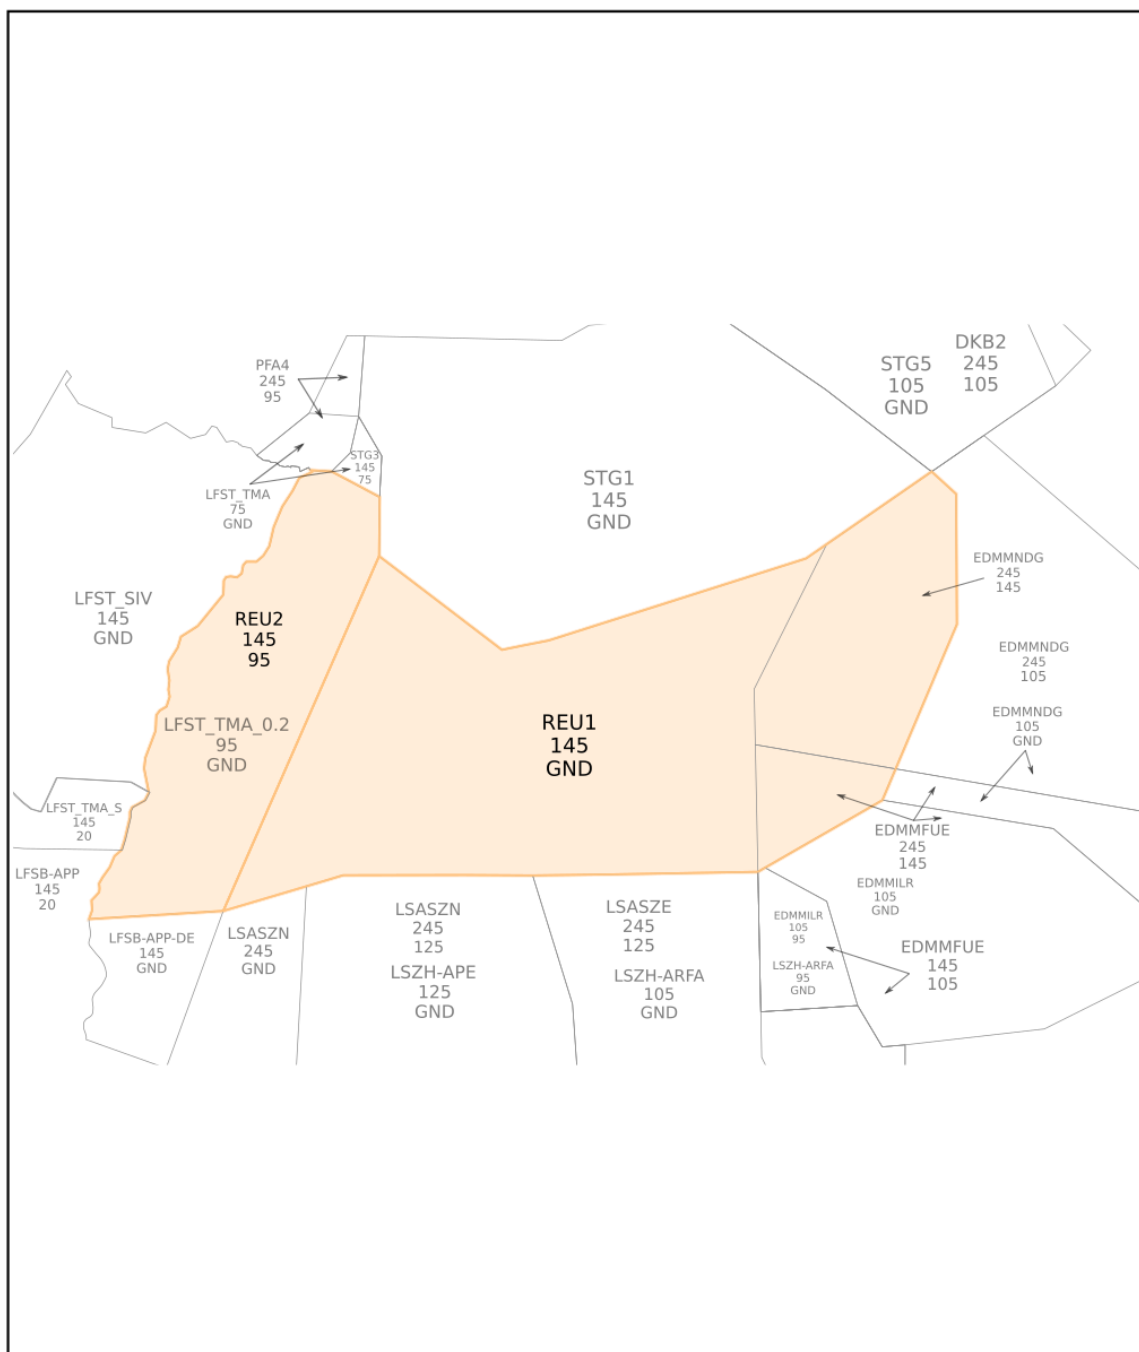 DKB2
245
105
STG5
105
GND
PFA4
245
95
STG3
145
75
LFST_TMA
75
GND
STG1
145
GND
EDMMNDG
245
145
LFST_SIV
145
GND
REU2
145
95
EDMMNDG
245
105
LFST_TMA_0.2
95
GND
REU1
145
GND
EDMMNDG
105
GND
LFST_TMA_S
145
20
EDMMFUE
245
145
LFSB-APP
145
20
EDMMILR
105
GND
LFSB-APP-DE
145
GND
LSASZN
245
GND
LSASZN
245
125
LSZH-APE
125
GND
LSASZE
245
125
LSZH-ARFA
105
GND
EDMMILR
105
95
LSZH-ARFA
95
GND
EDMMFUE
145
105